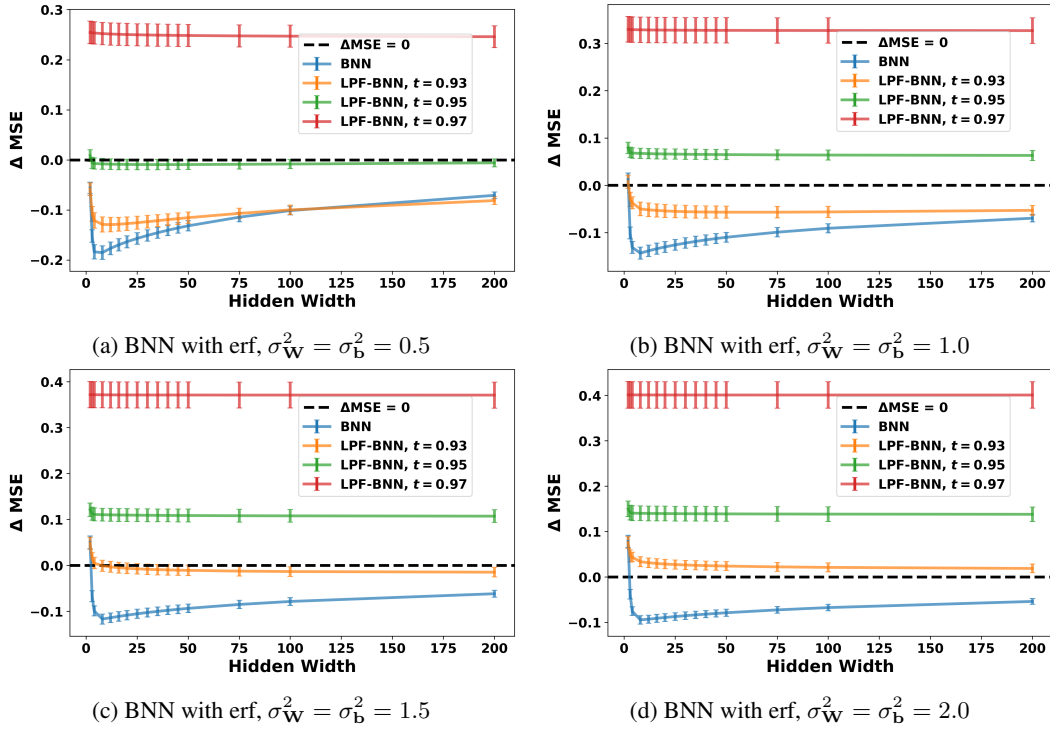 0.3
0.2
0.1
0.0
−0.1
−0.2
Δ MSE
ΔMSE = 0
BNN
LPF-BNN, t = 0.93
LPF-BNN, t = 0.95
LPF-BNN, t = 0.97
0 25 50 75 100 125 150 175 200
Hidden Width
(a) BNN with erf, σ²_W = σ²_b = 0.5
0.3
0.2
0.1
0.0
−0.1
Δ MSE
ΔMSE = 0
BNN
LPF-BNN, t = 0.93
LPF-BNN, t = 0.95
LPF-BNN, t = 0.97
0 25 50 75 100 125 150 175 200
Hidden Width
(b) BNN with erf, σ²_W = σ²_b = 1.0
0.4
0.3
0.2
0.1
0.0
−0.1
Δ MSE
ΔMSE = 0
BNN
LPF-BNN, t = 0.93
LPF-BNN, t = 0.95
LPF-BNN, t = 0.97
0 25 50 75 100 125 150 175 200
Hidden Width
(c) BNN with erf, σ²_W = σ²_b = 1.5
0.4
0.3
0.2
0.1
0.0
−0.1
Δ MSE
ΔMSE = 0
BNN
LPF-BNN, t = 0.93
LPF-BNN, t = 0.95
LPF-BNN, t = 0.97
0 25 50 75 100 125 150 175 200
Hidden Width
(d) BNN with erf, σ²_W = σ²_b = 2.0